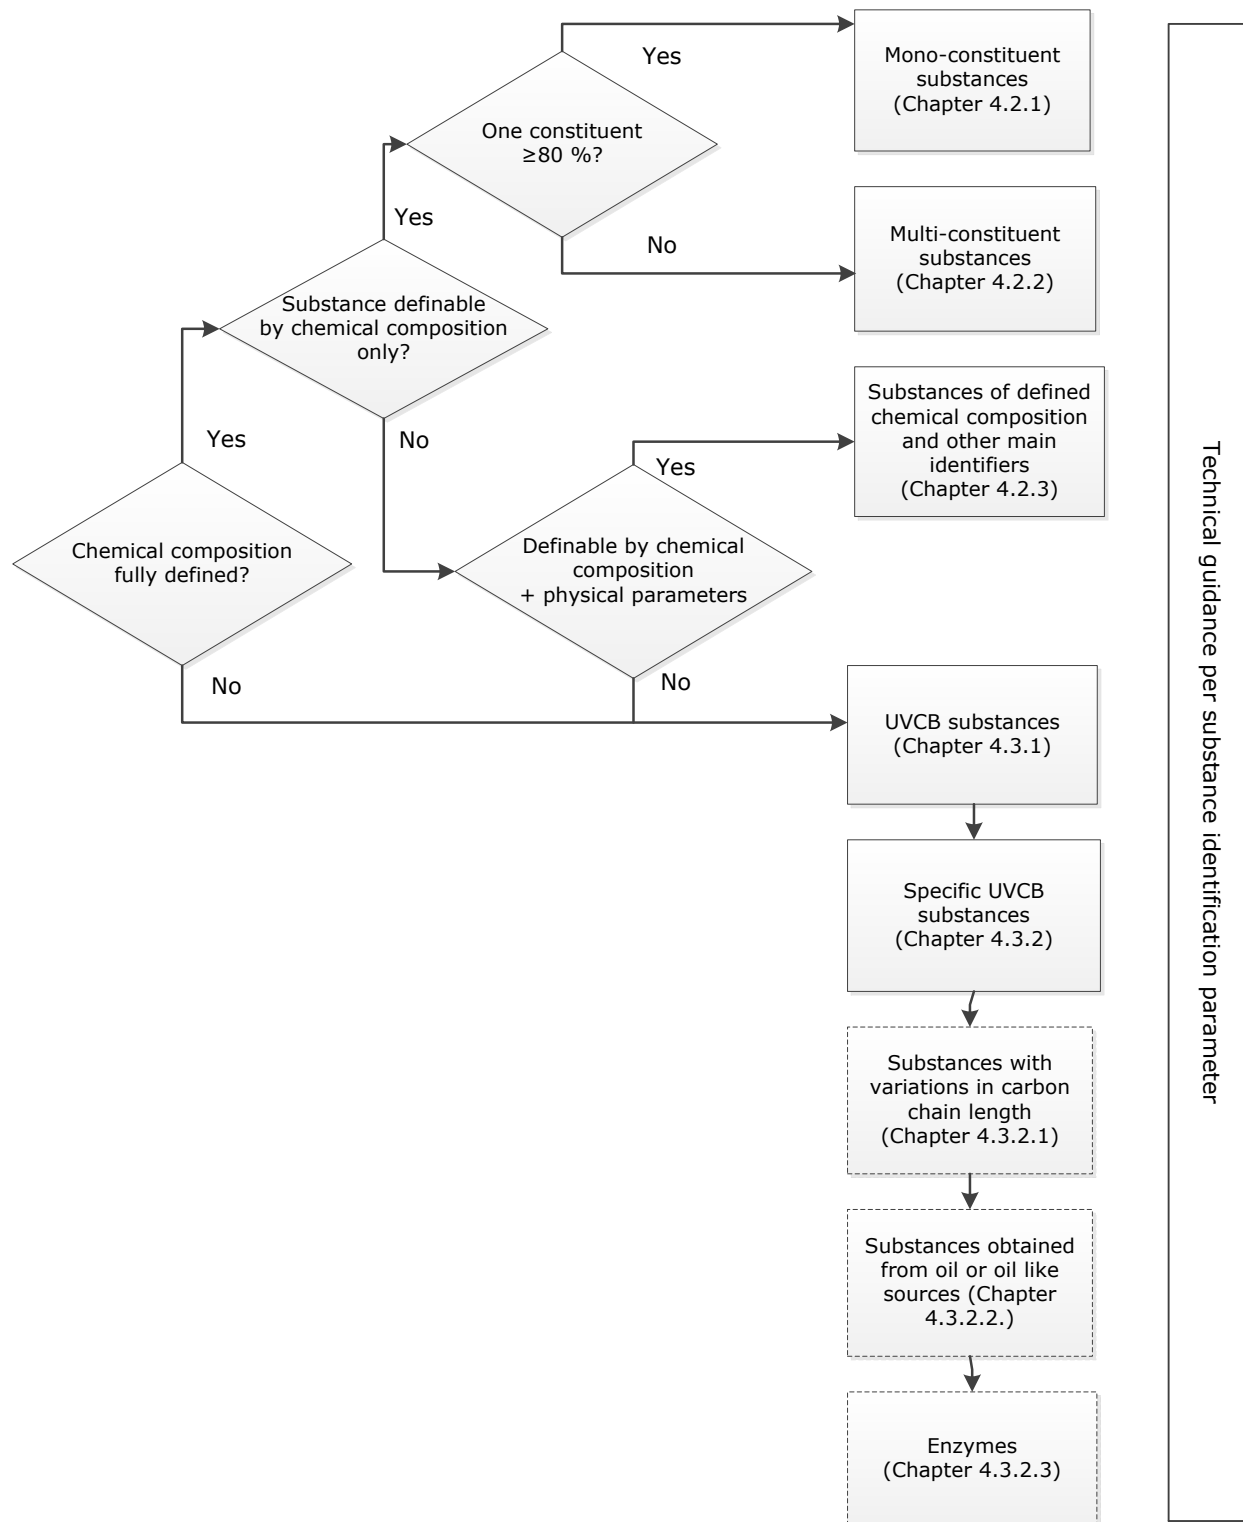 Yes
Mono-constituent
substances
(Chapter 4.2.1)
One constituent
≥80 %?
Yes
No
Multi-constituent
substances
(Chapter 4.2.2)
Substance definable
by chemical composition
only?
Yes
No
Substances of defined
chemical composition
and other main
identifiers
(Chapter 4.2.3)
Yes
Chemical composition
fully defined?
Definable by chemical
composition
+ physical parameters
No
No
UVCB substances
(Chapter 4.3.1)
Specific UVCB
substances
(Chapter 4.3.2)
Substances with
variations in carbon
chain length
(Chapter 4.3.2.1)
Substances obtained
from oil or oil like
sources (Chapter
4.3.2.2.)
Enzymes
(Chapter 4.3.2.3)
Technical guidance per substance identification parameter